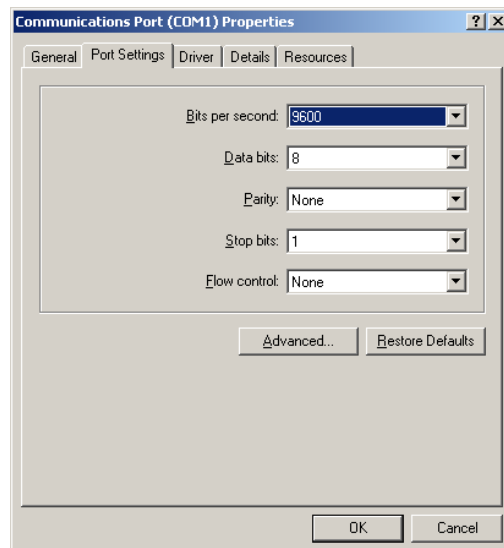 Communications Port (COM1) Properties
General Port Settings Driver Details Resources
Bits per second: 9600
Data bits: 8
Parity: None
Stop bits: 1
Flow control: None
Advanced... Restore Defaults
OK Cancel